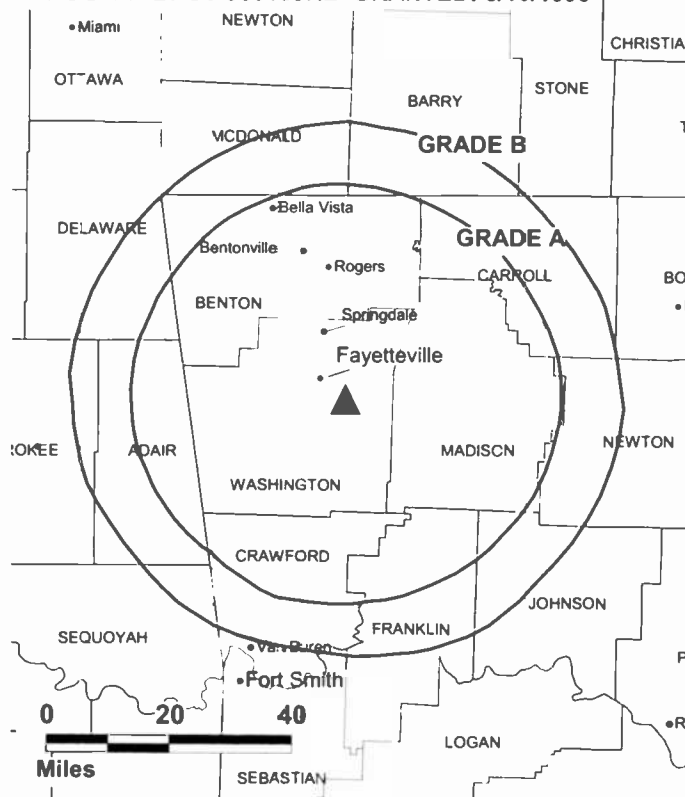 NEWTON
Miami
CHRISTIA
OTTAWA
STONE
BARRY
MCDONALD
GRADE B
Bella Vista
DELAWARE
GRADE A
Bentonville
Rogers
CARROLL
BO
BENTON
Springdale
Fayetteville
ROKEE
ADAIR
MADISON
NEWTON
WASHINGTON
CRAWFORD
JOHNSON
FRANKLIN
SEQUOYAH
Van Buren
Fort Smith
0 20 40
R
LOGAN
Miles
SEBASTIAN